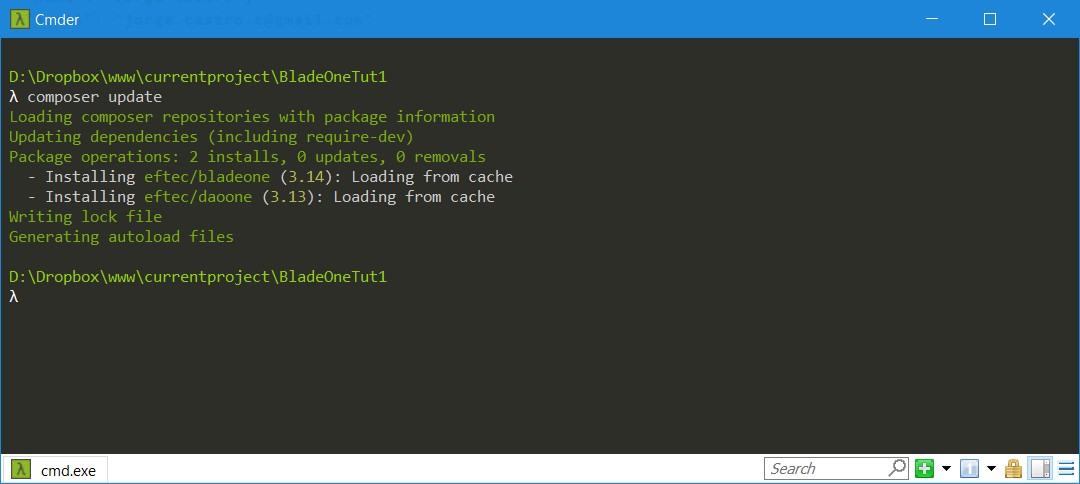 Cmder
D:\Dropbox\www\currentproject\BladeOneTut1
λ composer update
Loading composer repositories with package information
Updating dependencies (including require-dev)
Package operations: 2 installs, 0 updates, 0 removals
  - Installing eftec/bladeone (3.14): Loading from cache
  - Installing eftec/daoone (3.13): Loading from cache
Writing lock file
Generating autoload files
D:\Dropbox\www\currentproject\BladeOneTut1
λ
λ cmd.exe
Search